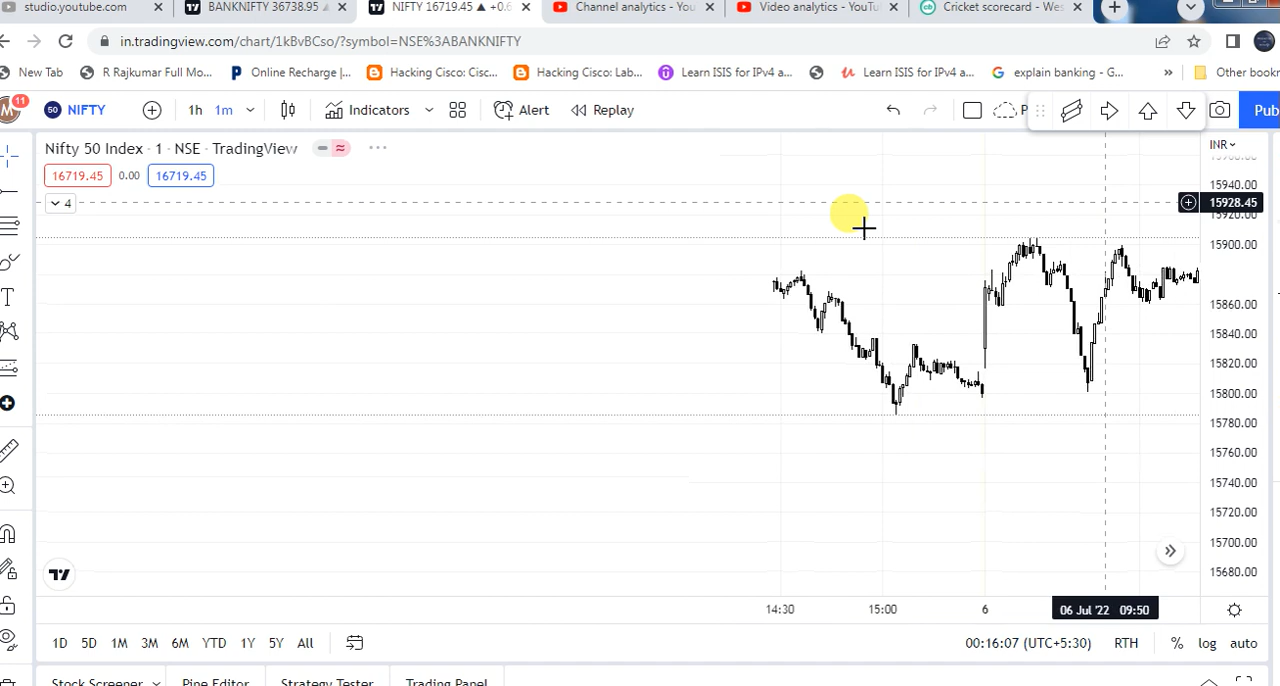 studio.youtube.com BANKNIFTY 36738.95 NIFTY 16719.45 ▲ +0.6 Channel analytics - You Video analytics - YouTu Cricket scorecard - Wes
in.tradingview.com/chart/1kBvBCso/?symbol=NSE%3ABANKNIFTY
New Tab R Rajkumar Full Mo... Online Recharge |... Hacking Cisco: Cisc... Hacking Cisco: Lab... Learn ISIS for IPv4 a... Learn ISIS for IPv4 a... explain banking - G... » Other bookr
M 11 50 NIFTY 1h 1m Indicators Alert Replay P Pub
Nifty 50 Index · 1 · NSE · TradingView INR
16719.45 0.00 16719.45
4
15940.00
15928.45
15920.00
15900.00
15860.00
15840.00
15820.00
15800.00
15780.00
15760.00
15740.00
15720.00
15700.00
15680.00
14:30 15:00 6 06 Jul '22 09:50
1D 5D 1M 3M 6M YTD 1Y 5Y All 00:16:07 (UTC+5:30) RTH % log auto
Stock Screener Pine Editor Strategy Tester Trading Panel